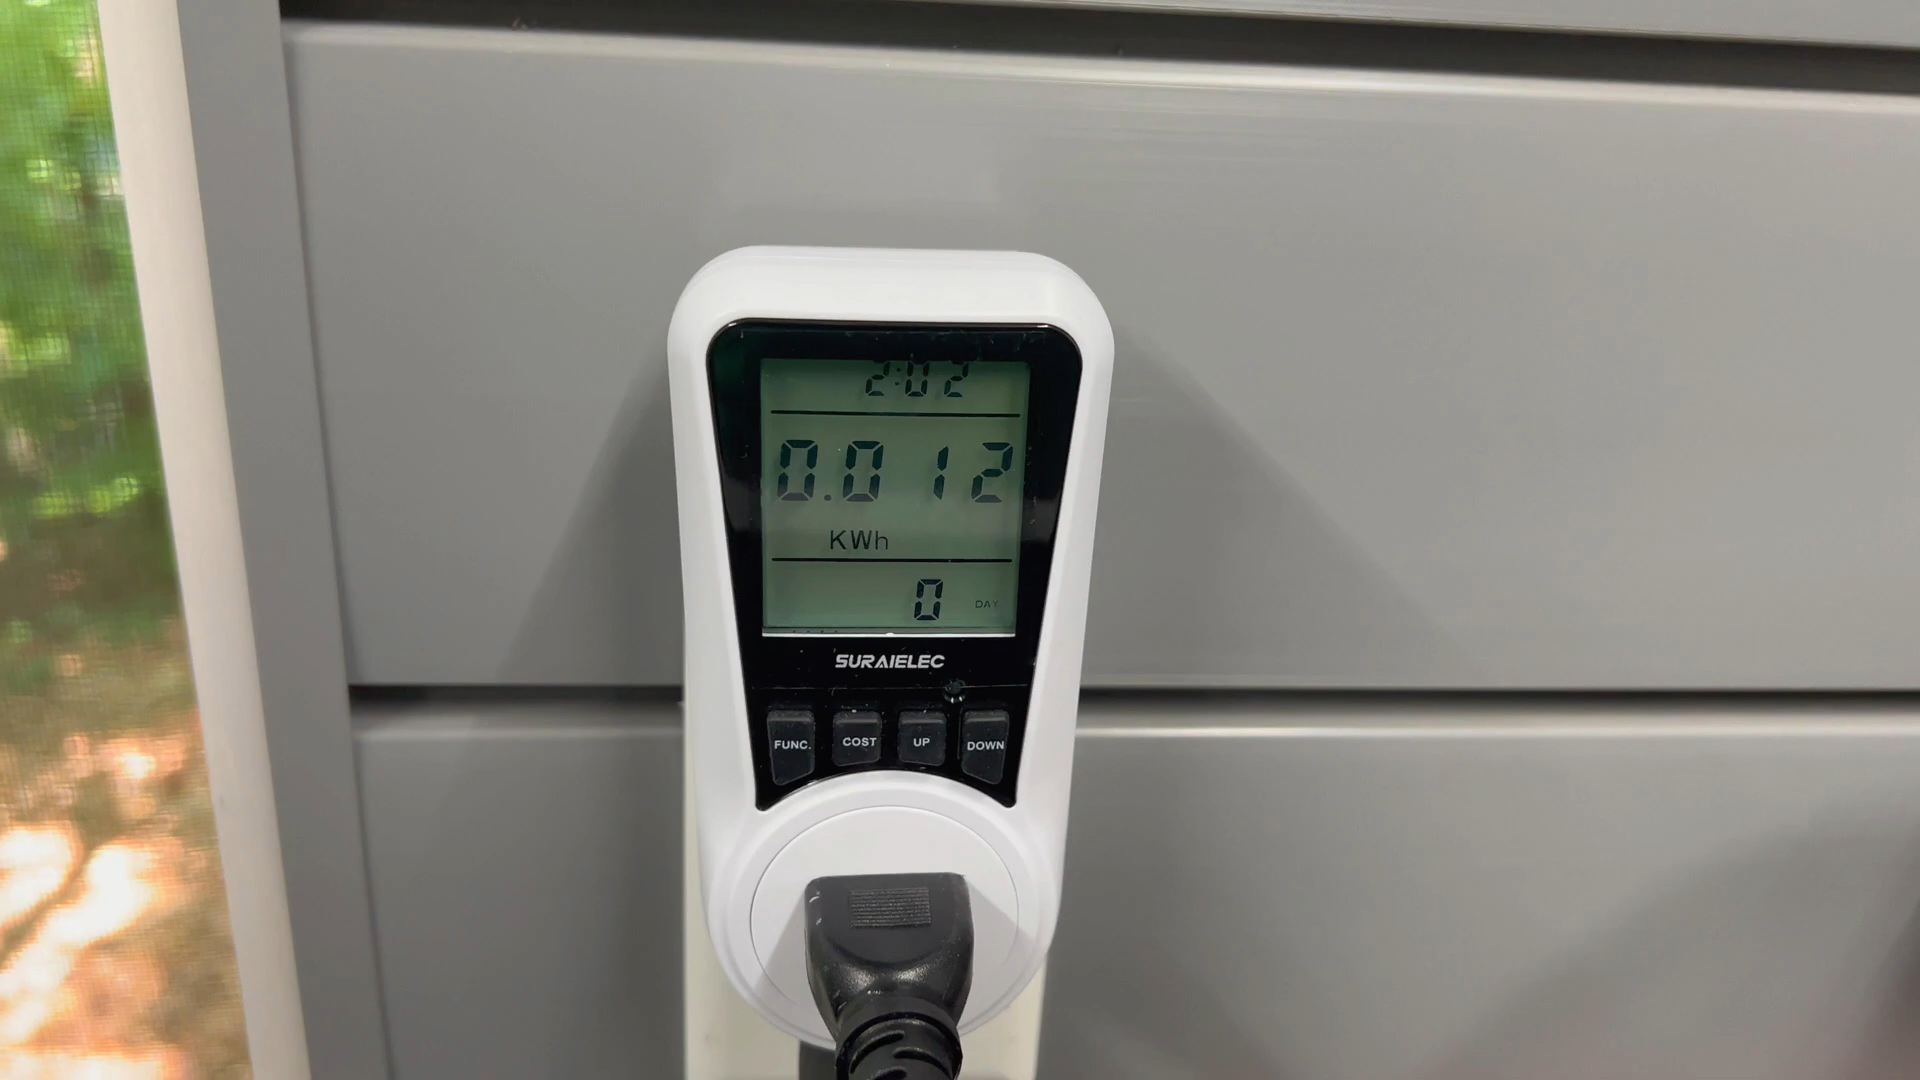 2:02
0.012
KWh
0 DAY
SURAIELEC
FUNC. COST UP DOWN